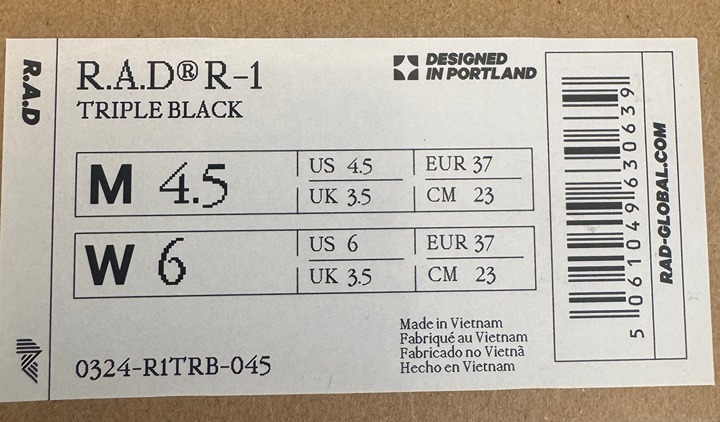 R.A.D
R.A.D® R-1
TRIPLE BLACK
DESIGNED
IN PORTLAND
M 4.5
US 4.5
EUR 37
UK 3.5
CM 23
W 6
US 6
EUR 37
UK 3.5
CM 23
0324-R1TRB-045
Made in Vietnam
Fabriqué au Vietnam
Fabricado no Vietnã
Hecho en Vietnam
5 061049 630639
RAD-GLOBAL.COM